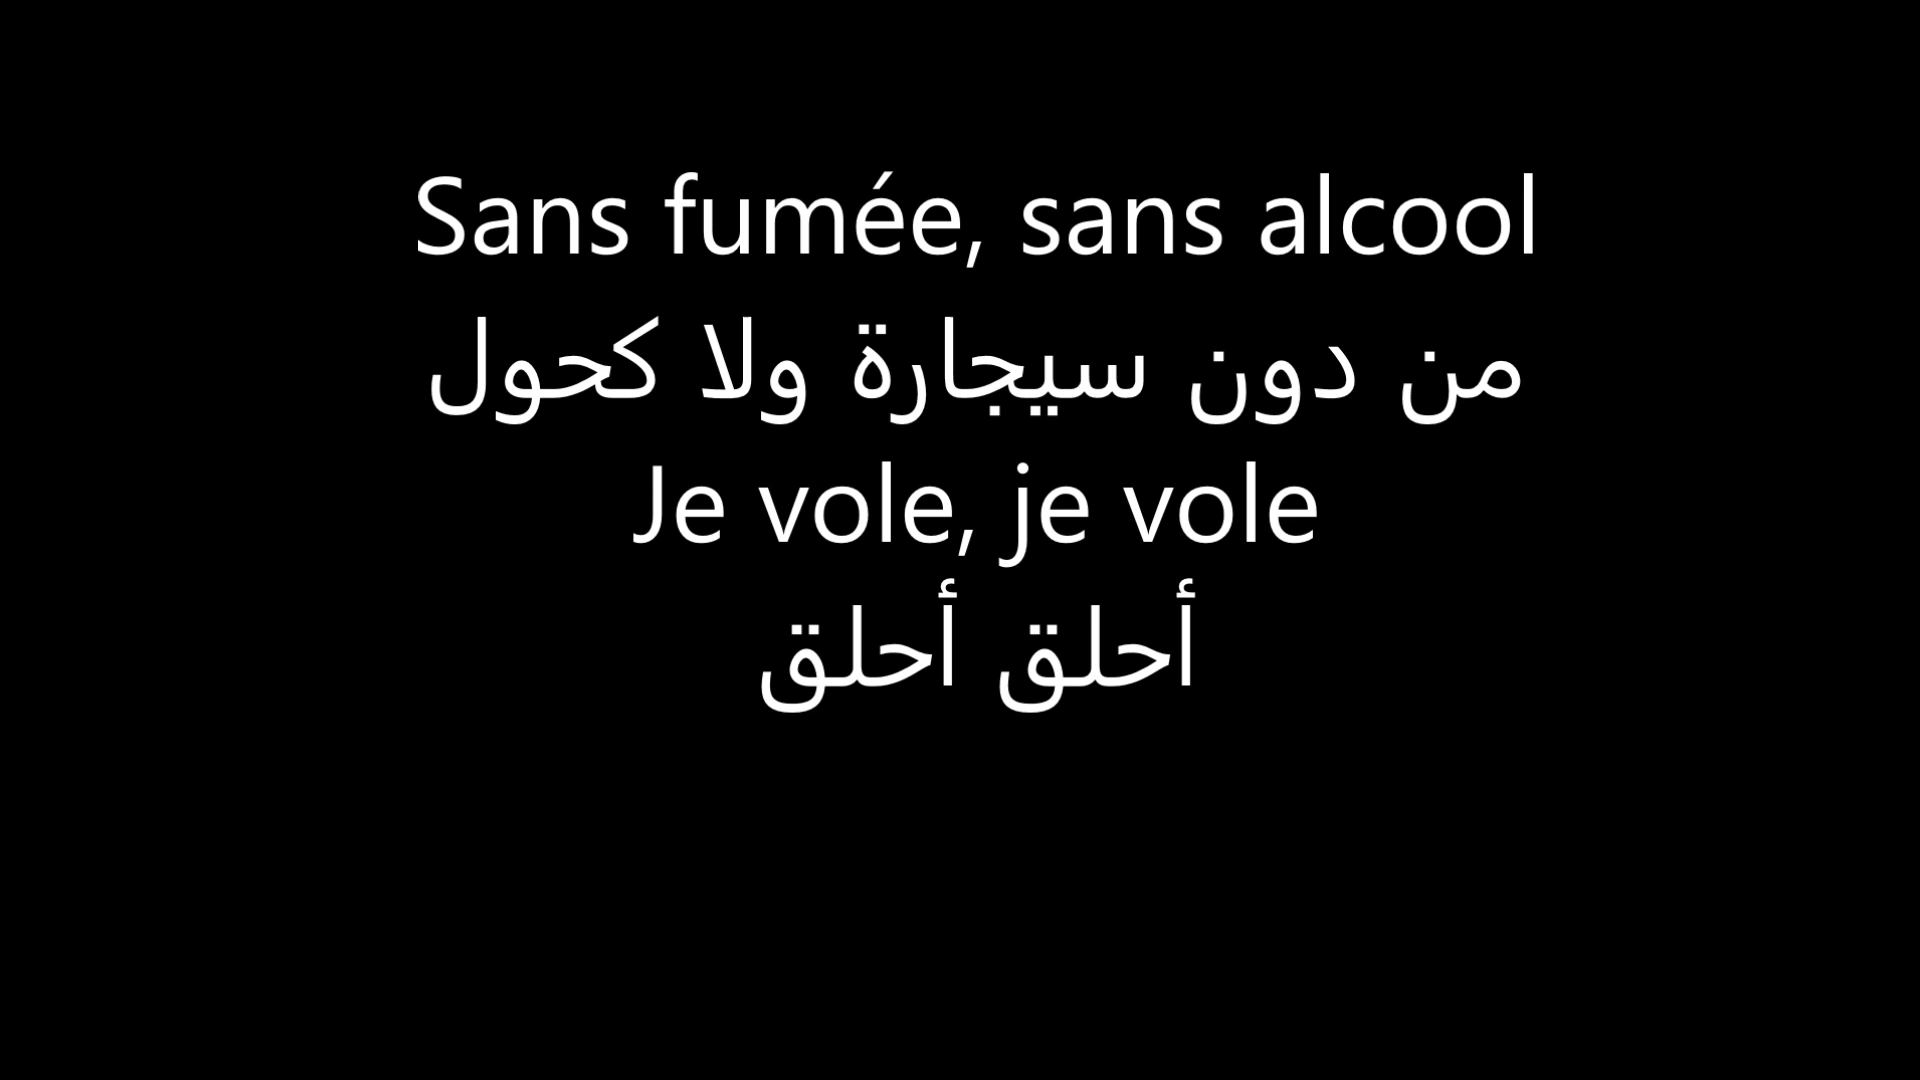 Sans fumée, sans alcool
من دون سيجارة ولا كحول
Je vole, je vole
أحلق أحلق